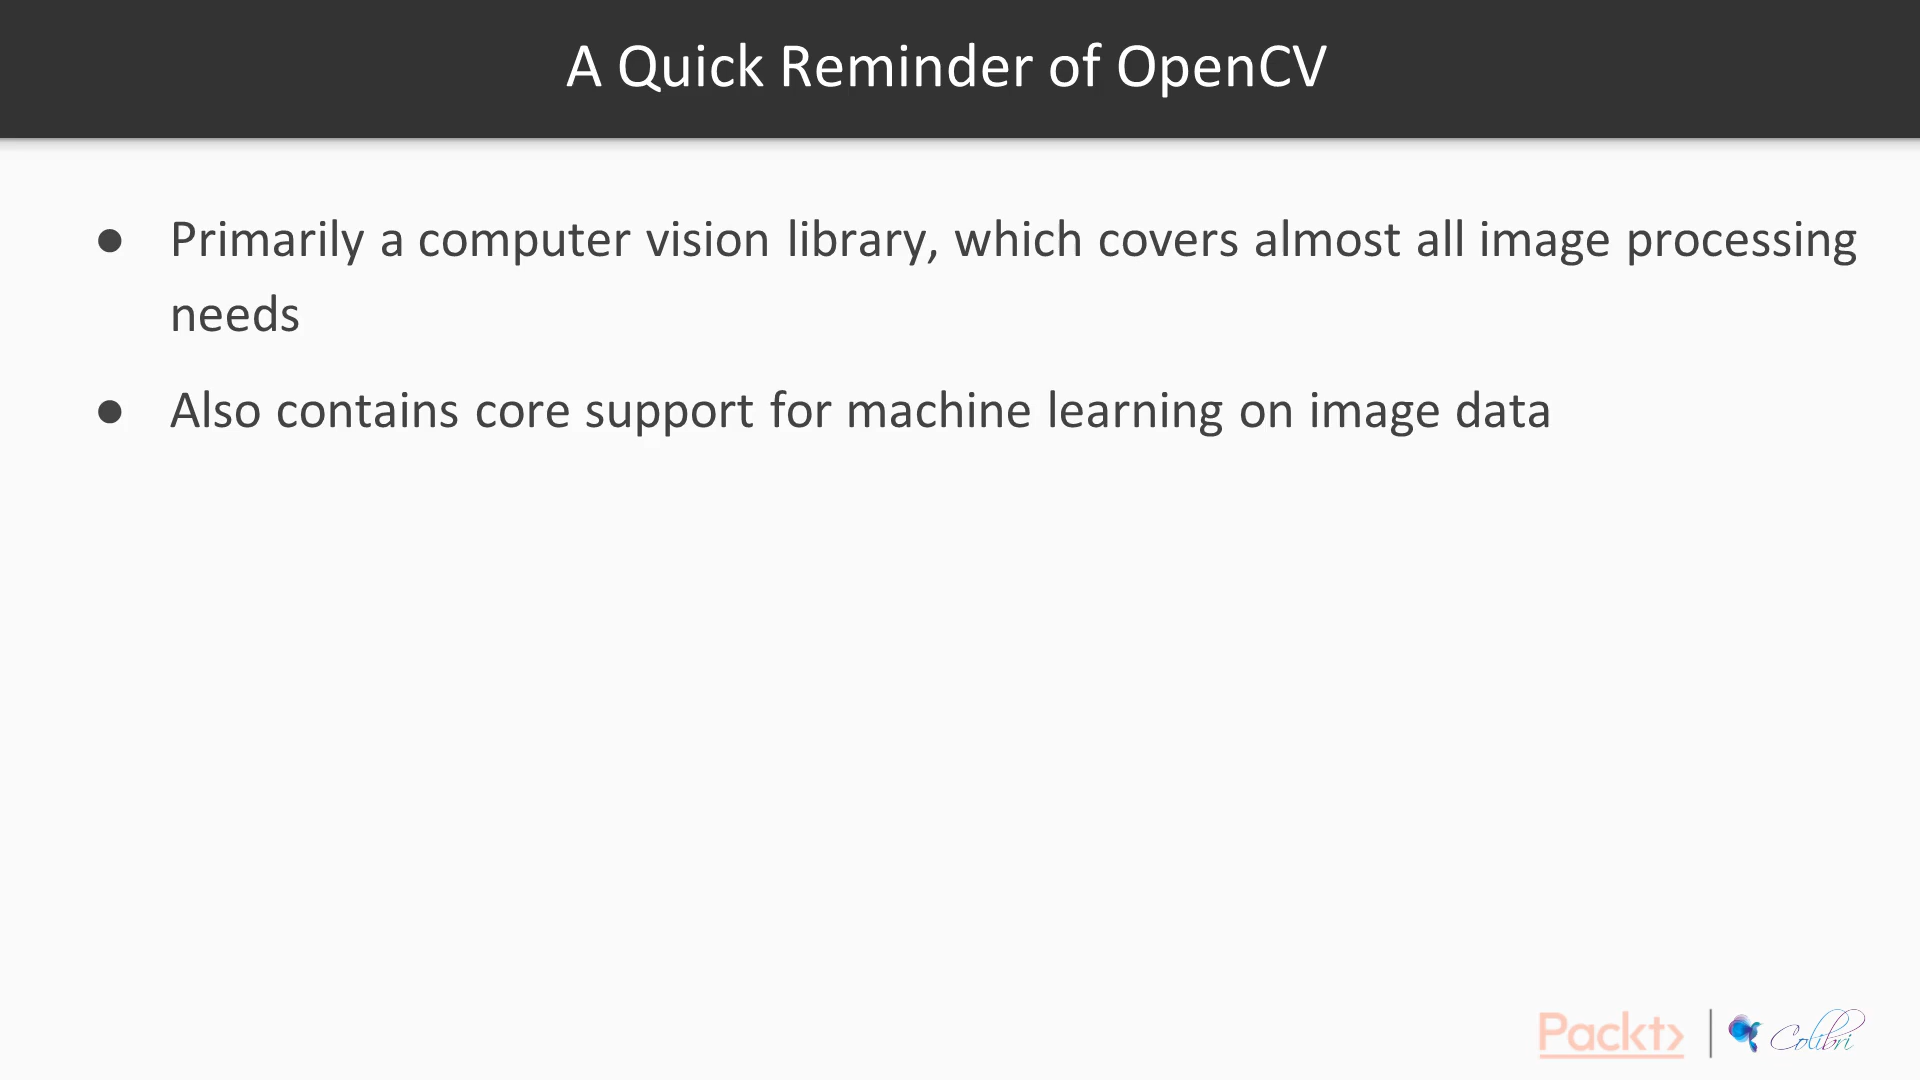 A Quick Reminder of OpenCV
● Primarily a computer vision library, which covers almost all image processing
needs
● Also contains core support for machine learning on image data
Packt> | Colibri